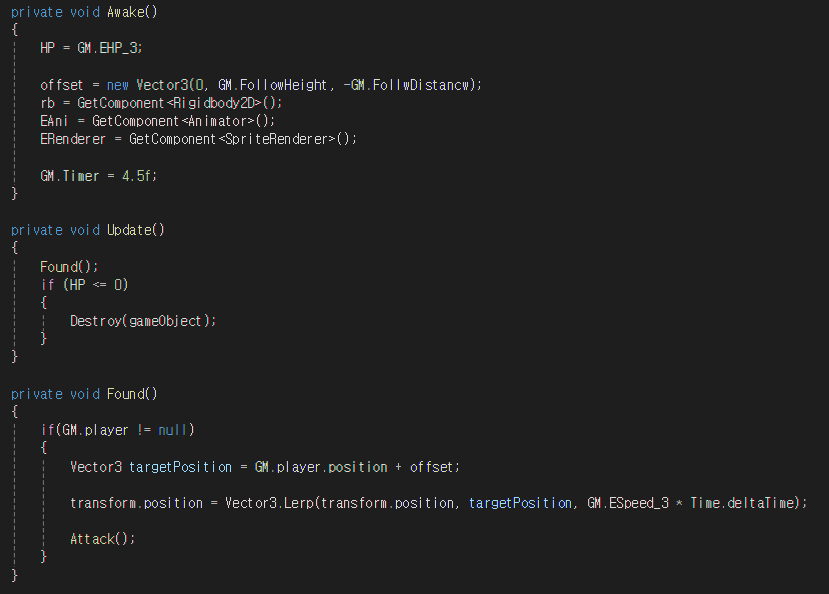 private void Awake()
{
HP = GM.EHP_3;
offset = new Vector3(0, GM.FollowHeight, -GM.FollwDistancw);
rb = GetComponent<Rigidbody2D>();
EAni = GetComponent<Animator>();
ERenderer = GetComponent<SpriteRenderer>();
GM.Timer = 4.5f;
}
private void Update()
{
Found();
if (HP <= 0)
{
Destroy(gameObject);
}
}
private void Found()
{
if(GM.player != null)
{
Vector3 targetPosition = GM.player.position + offset;
transform.position = Vector3.Lerp(transform.position, targetPosition, GM.ESpeed_3 * Time.deltaTime);
Attack();
}
}